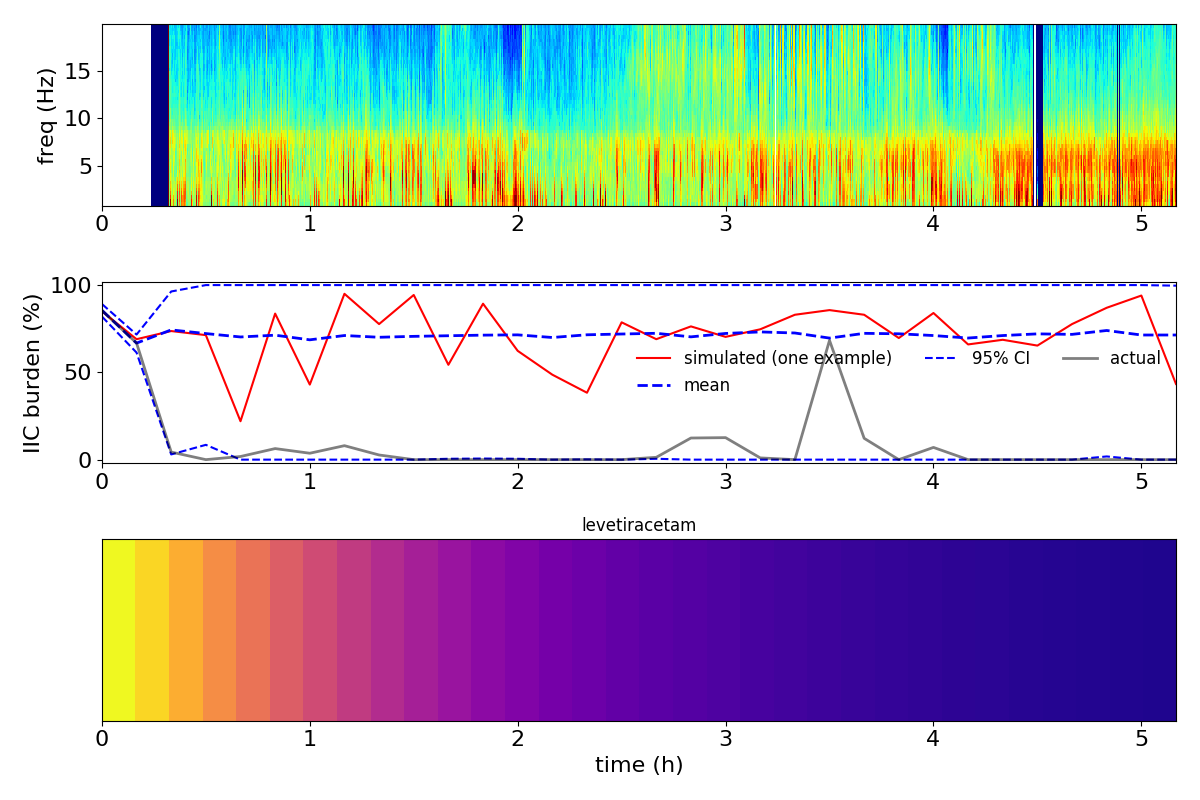 freq (Hz)
15
10
5
0 1 2 3 4 5
IIC burden (%)
100
50
0
simulated (one example)
mean
95% CI
actual
0 1 2 3 4 5
levetiracetam
0 1 2 3 4 5
time (h)